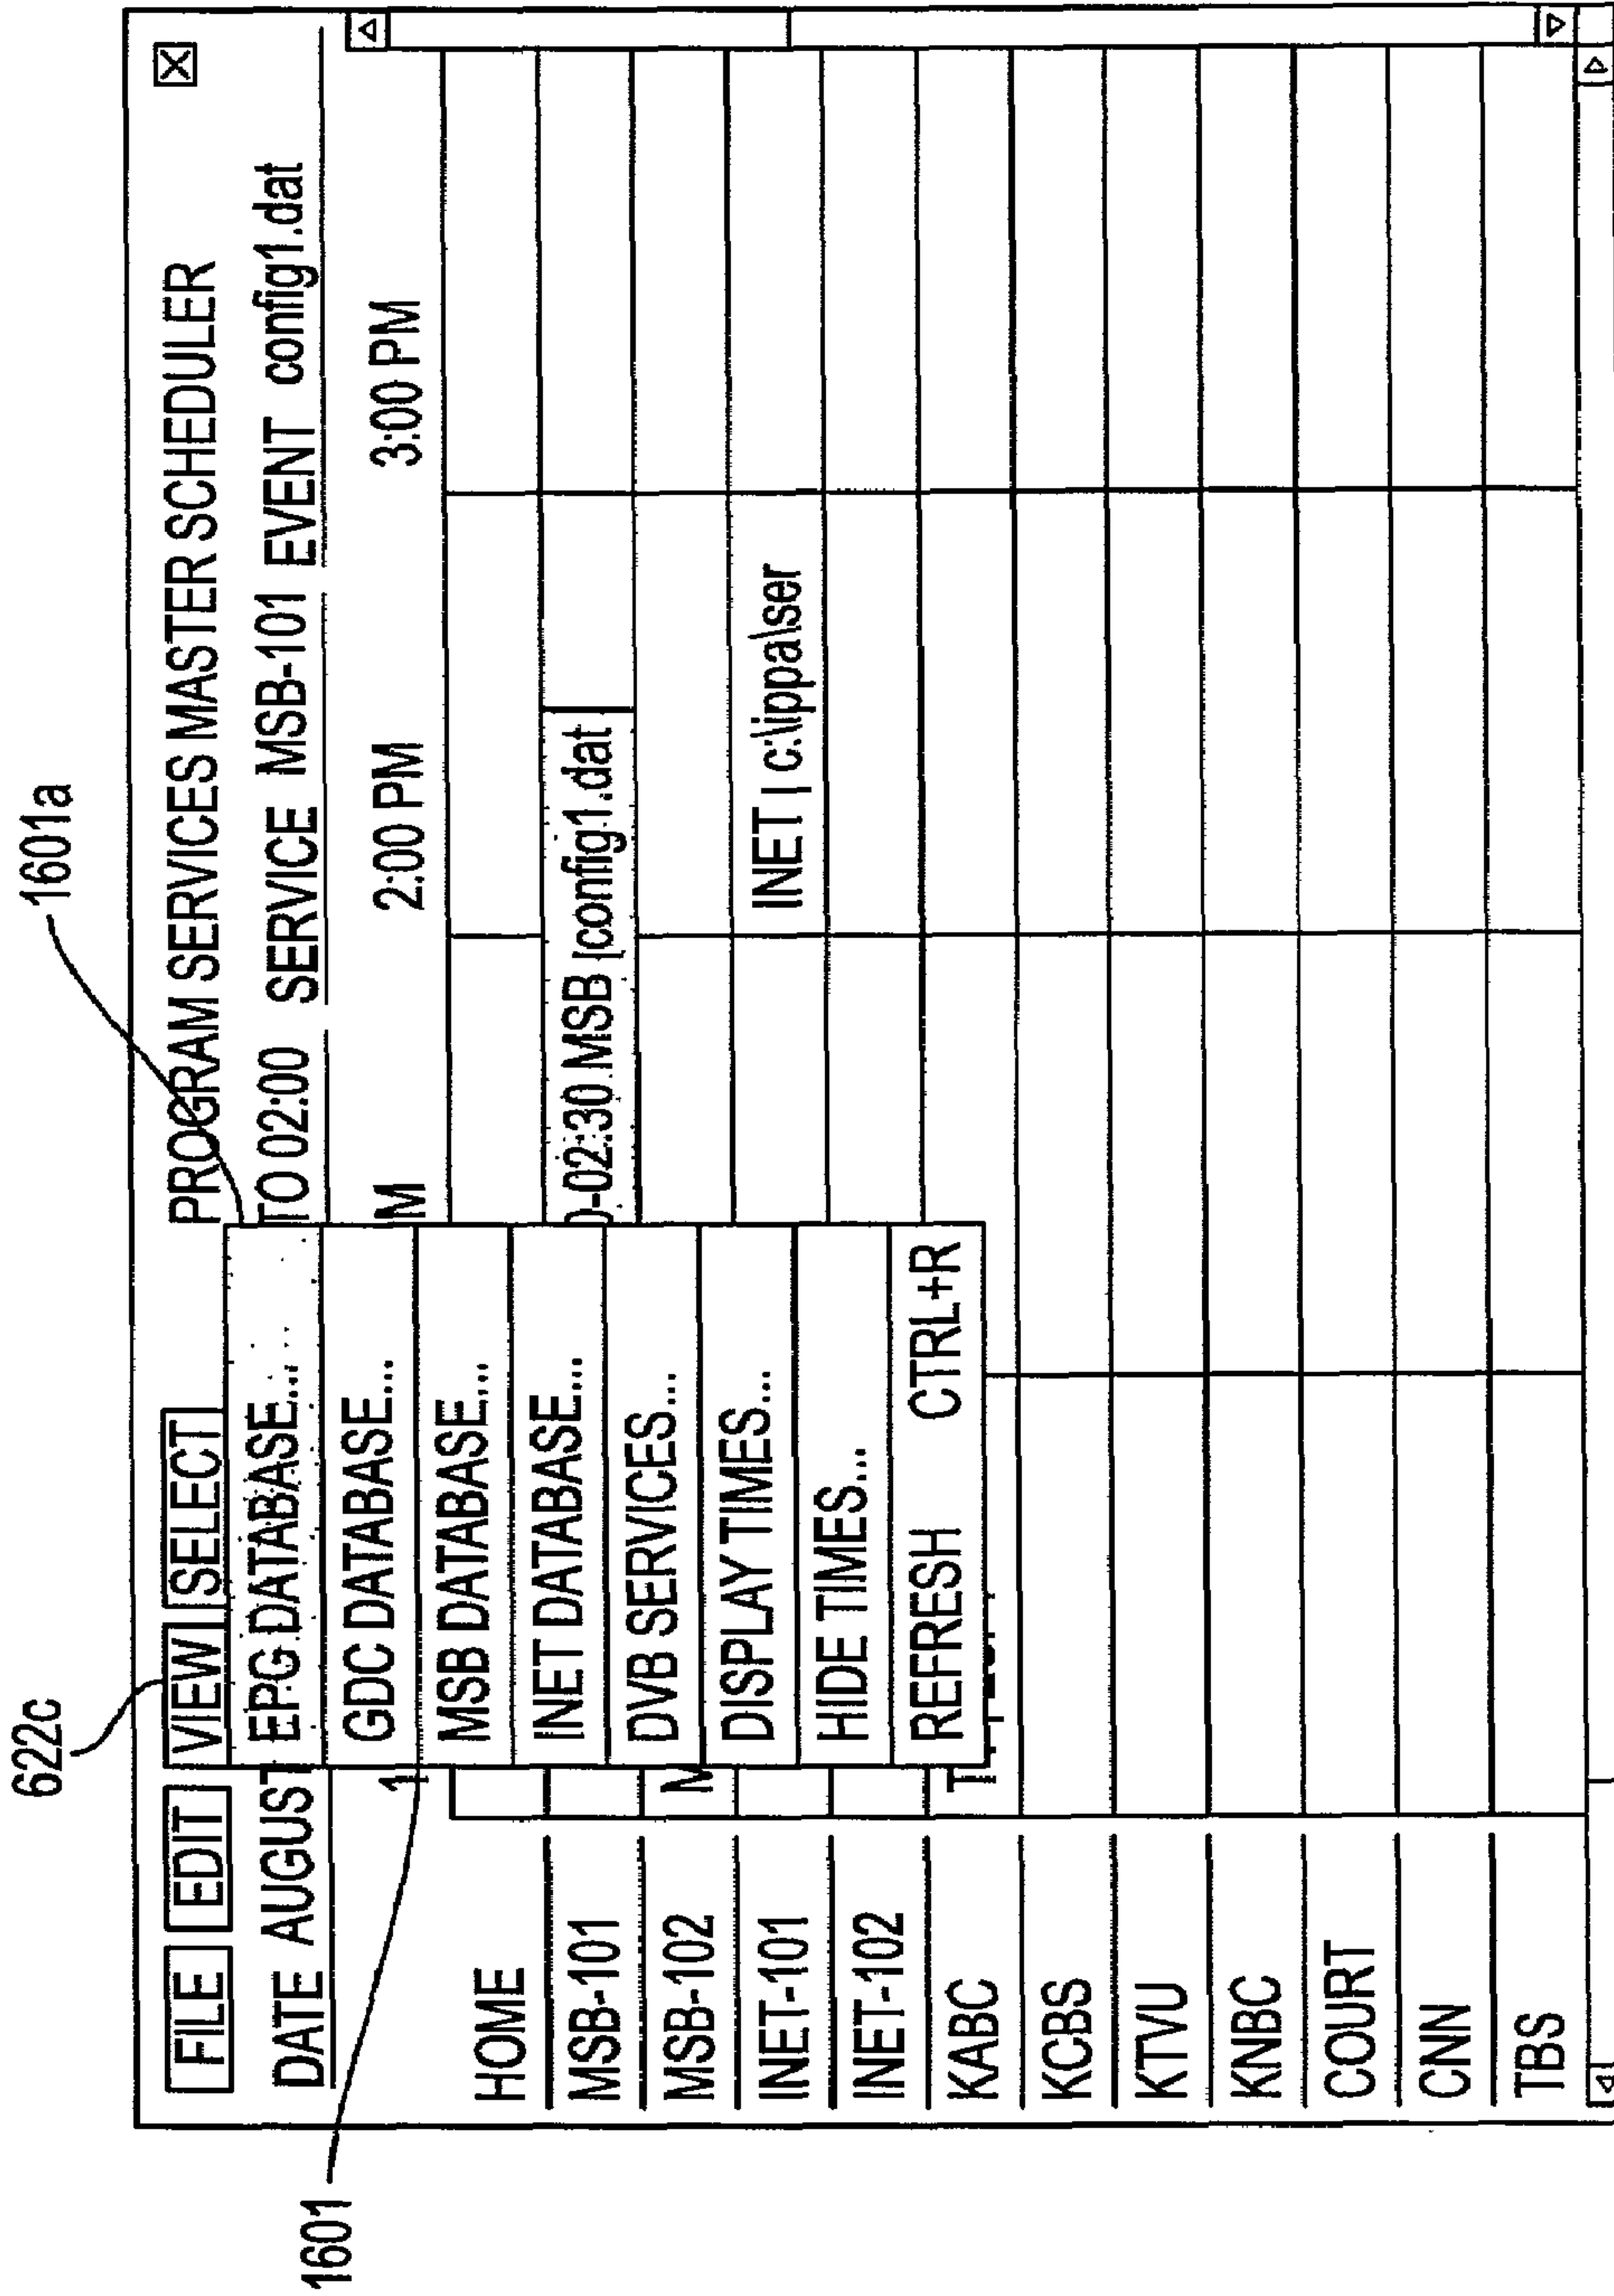 622c
1601a
1601
PROGRAM SERVICES MASTER SCHEDULER
FILE EDIT VIEW SELECT
DATE AUGUST TO 02:00 SERVICE MSB-101 EVENT config1.dat
EPG DATABASE...
GDC DATABASE...
MSB DATABASE...
INET DATABASE...
DVB SERVICES...
DISPLAY TIMES...
HIDE TIMES...
REFRESH CTRL+R
1 M 2:00 PM 3:00 PM
HOME
MSB-101 -02:30 MSB [config1.dat
MSB-102 M
INET-101 INET | c:\ippa\ser
INET-102
KABC
KCBS
KTVU
KNBC
COURT
CNN
TBS